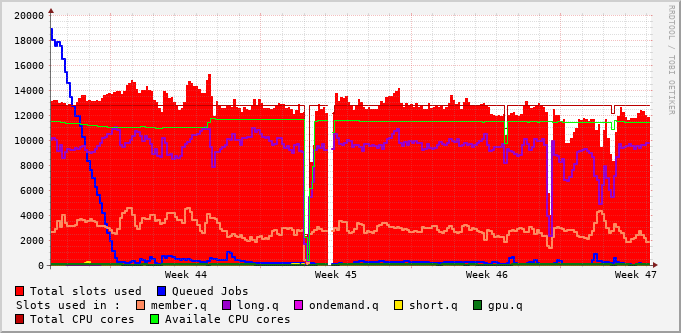 20000
18000
16000
14000
12000
10000
8000
6000
4000
2000
0
Week 44 Week 45 Week 46 Week 47
Total slots used Queued Jobs
Slots used in : member.q long.q ondemand.q short.q gpu.q
Total CPU cores Availale CPU cores
RRDTOOL / TOBI OETIKER